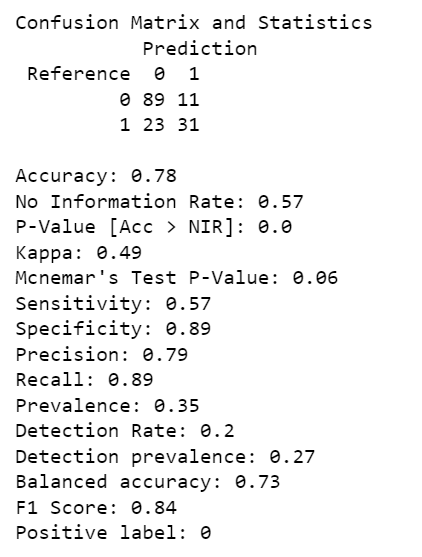 Confusion Matrix and Statistics
Prediction
Reference 0 1
0 89 11
1 23 31
Accuracy: 0.78
No Information Rate: 0.57
P-Value [Acc > NIR]: 0.0
Kappa: 0.49
Mcnemar's Test P-Value: 0.06
Sensitivity: 0.57
Specificity: 0.89
Precision: 0.79
Recall: 0.89
Prevalence: 0.35
Detection Rate: 0.2
Detection prevalence: 0.27
Balanced accuracy: 0.73
F1 Score: 0.84
Positive label: 0